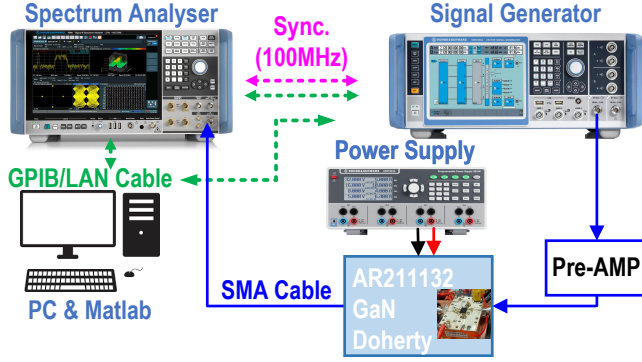 Spectrum Analyser
Signal Generator
Sync.
(100MHz)
Power Supply
GPIB/LAN Cable
Pre-AMP
SMA Cable
AR211132
GaN
Doherty
PC & Matlab